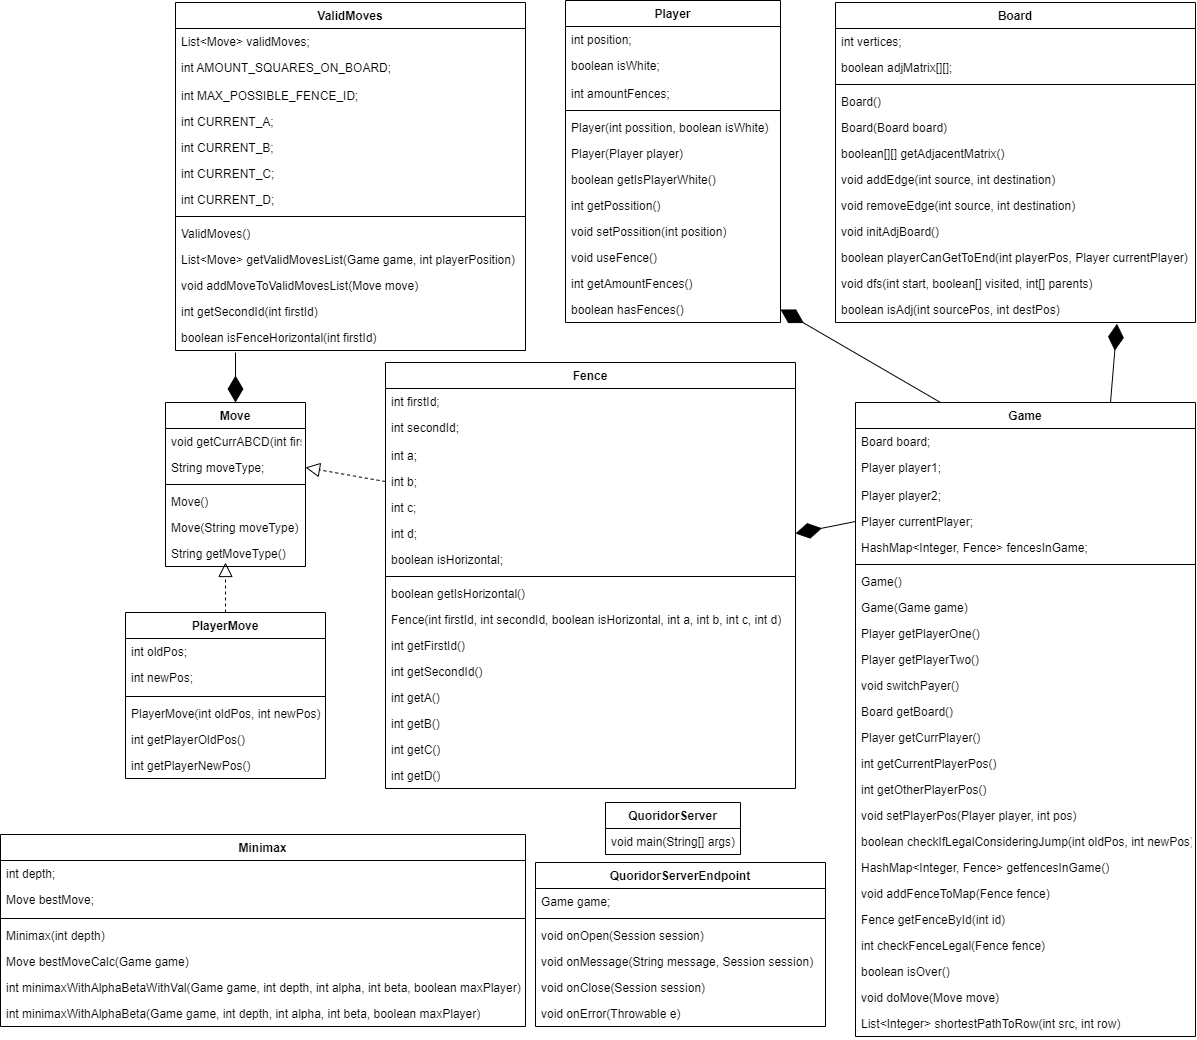 ValidMoves
List<Move> validMoves;
int AMOUNT_SQUARES_ON_BOARD;
int MAX_POSSIBLE_FENCE_ID;
int CURRENT_A;
int CURRENT_B;
int CURRENT_C;
int CURRENT_D;
ValidMoves()
List<Move> getValidMovesList(Game game, int playerPosition)
void addMoveToValidMovesList(Move move)
int getSecondId(int firstId)
boolean isFenceHorizontal(int firstId)
Player
int position;
boolean isWhite;
int amountFences;
Player(int possition, boolean isWhite)
Player(Player player)
boolean getIsPlayerWhite()
int getPossition()
void setPossition(int position)
void useFence()
int getAmountFences()
boolean hasFences()
Board
int vertices;
boolean adjMatrix[][];
Board()
Board(Board board)
boolean[][] getAdjacentMatrix()
void addEdge(int source, int destination)
void removeEdge(int source, int destination)
void initAdjBoard()
boolean playerCanGetToEnd(int playerPos, Player currentPlayer)
void dfs(int start, boolean[] visited, int[] parents)
boolean isAdj(int sourcePos, int destPos)
Move
void getCurrABCD(int firs
String moveType;
Move()
Move(String moveType)
String getMoveType()
Fence
int firstId;
int secondId;
int a;
int b;
int c;
int d;
boolean isHorizontal;
boolean getIsHorizontal()
Fence(int firstId, int secondId, boolean isHorizontal, int a, int b, int c, int d)
int getFirstId()
int getSecondId()
int getA()
int getB()
int getC()
int getD()
Game
Board board;
Player player1;
Player player2;
Player currentPlayer;
HashMap<Integer, Fence> fencesInGame;
Game()
Game(Game game)
Player getPlayerOne()
Player getPlayerTwo()
void switchPayer()
Board getBoard()
Player getCurrPlayer()
int getCurrentPlayerPos()
int getOtherPlayerPos()
void setPlayerPos(Player player, int pos)
boolean checkIfLegalConsideringJump(int oldPos, int newPos)
HashMap<Integer, Fence> getfencesInGame()
void addFenceToMap(Fence fence)
Fence getFenceById(int id)
int checkFenceLegal(Fence fence)
boolean isOver()
void doMove(Move move)
List<Integer> shortestPathToRow(int src, int row)
PlayerMove
int oldPos;
int newPos;
PlayerMove(int oldPos, int newPos)
int getPlayerOldPos()
int getPlayerNewPos()
QuoridorServer
void main(String[] args)
Minimax
int depth;
Move bestMove;
Minimax(int depth)
Move bestMoveCalc(Game game)
int minimaxWithAlphaBetaWithVal(Game game, int depth, int alpha, int beta, boolean maxPlayer)
int minimaxWithAlphaBeta(Game game, int depth, int alpha, int beta, boolean maxPlayer)
QuoridorServerEndpoint
Game game;
void onOpen(Session session)
void onMessage(String message, Session session)
void onClose(Session session)
void onError(Throwable e)